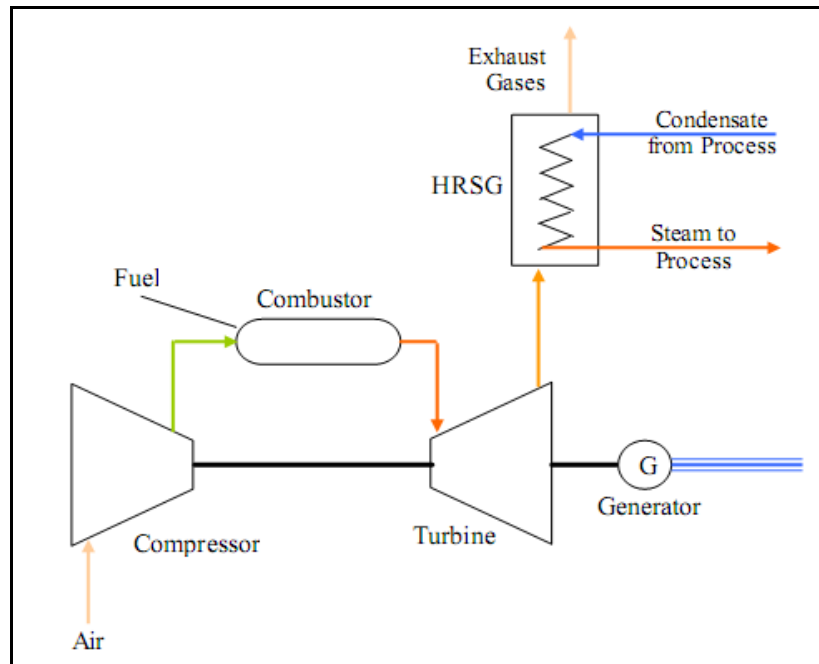 Exhaust
Gases
Condensate
from Process
HRSG
Steam to
Process
Fuel
Combustor
G
Generator
Turbine
Compressor
Air